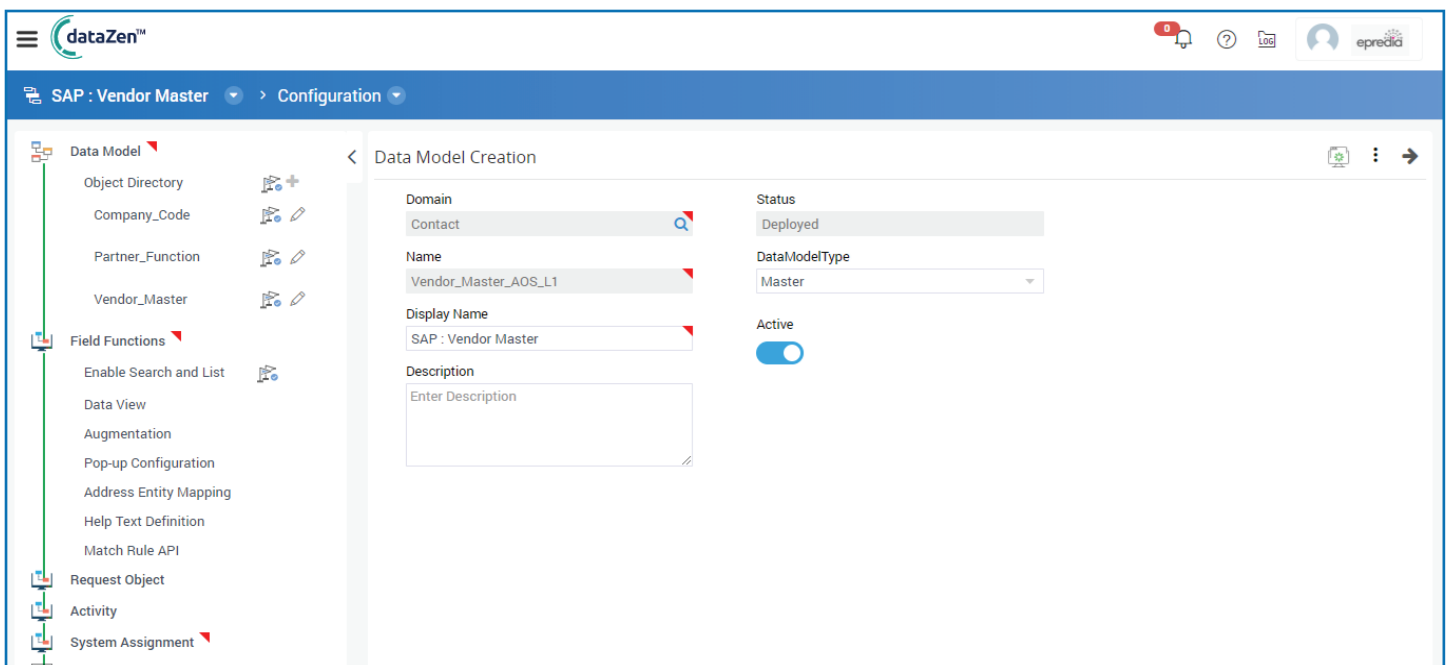 dataZen™
0
LOG
epredia
SAP : Vendor Master > Configuration
Data Model
Object Directory
Company_Code
Partner_Function
Vendor_Master
Field Functions
Enable Search and List
Data View
Augmentation
Pop-up Configuration
Address Entity Mapping
Help Text Definition
Match Rule API
Request Object
Activity
System Assignment
Data Model Creation
Domain
Contact
Name
Vendor_Master_AOS_L1
Display Name
SAP : Vendor Master
Description
Enter Description
Status
Deployed
DataModelType
Master
Active